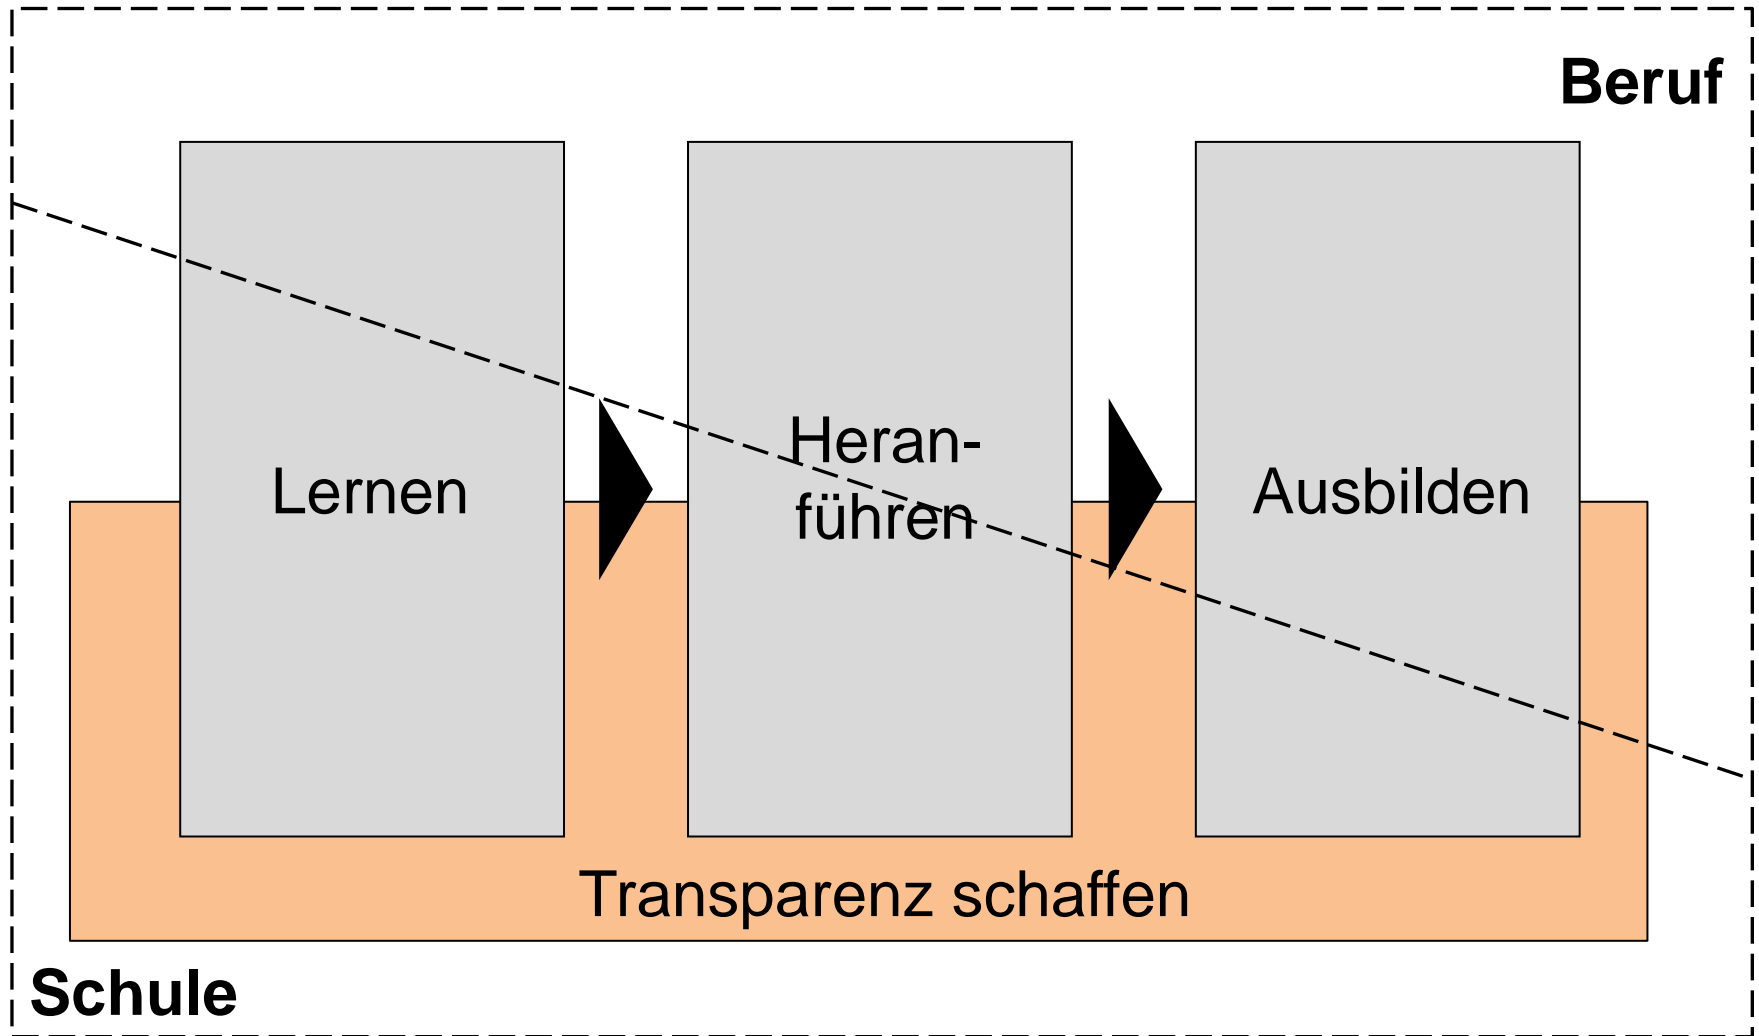 Beruf
Lernen
Heran-
führen
Ausbilden
Transparenz schaffen
Schule